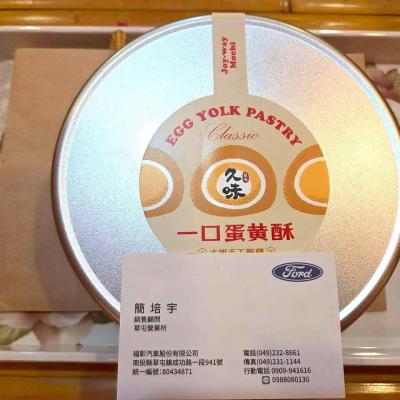 Joy-way
Mochi
EGG YOLK PASTRY
Classic
久味
一口蛋黃酥
Ford
簡培宇
銷售顧問
草屯營業所
福彰汽車股份有限公司
南投縣草屯鎮成功路一段941號
統一編號:80434871
電話(049)232-8661
傳真(049)231-1144
行動電話 0909-941616
0988080130